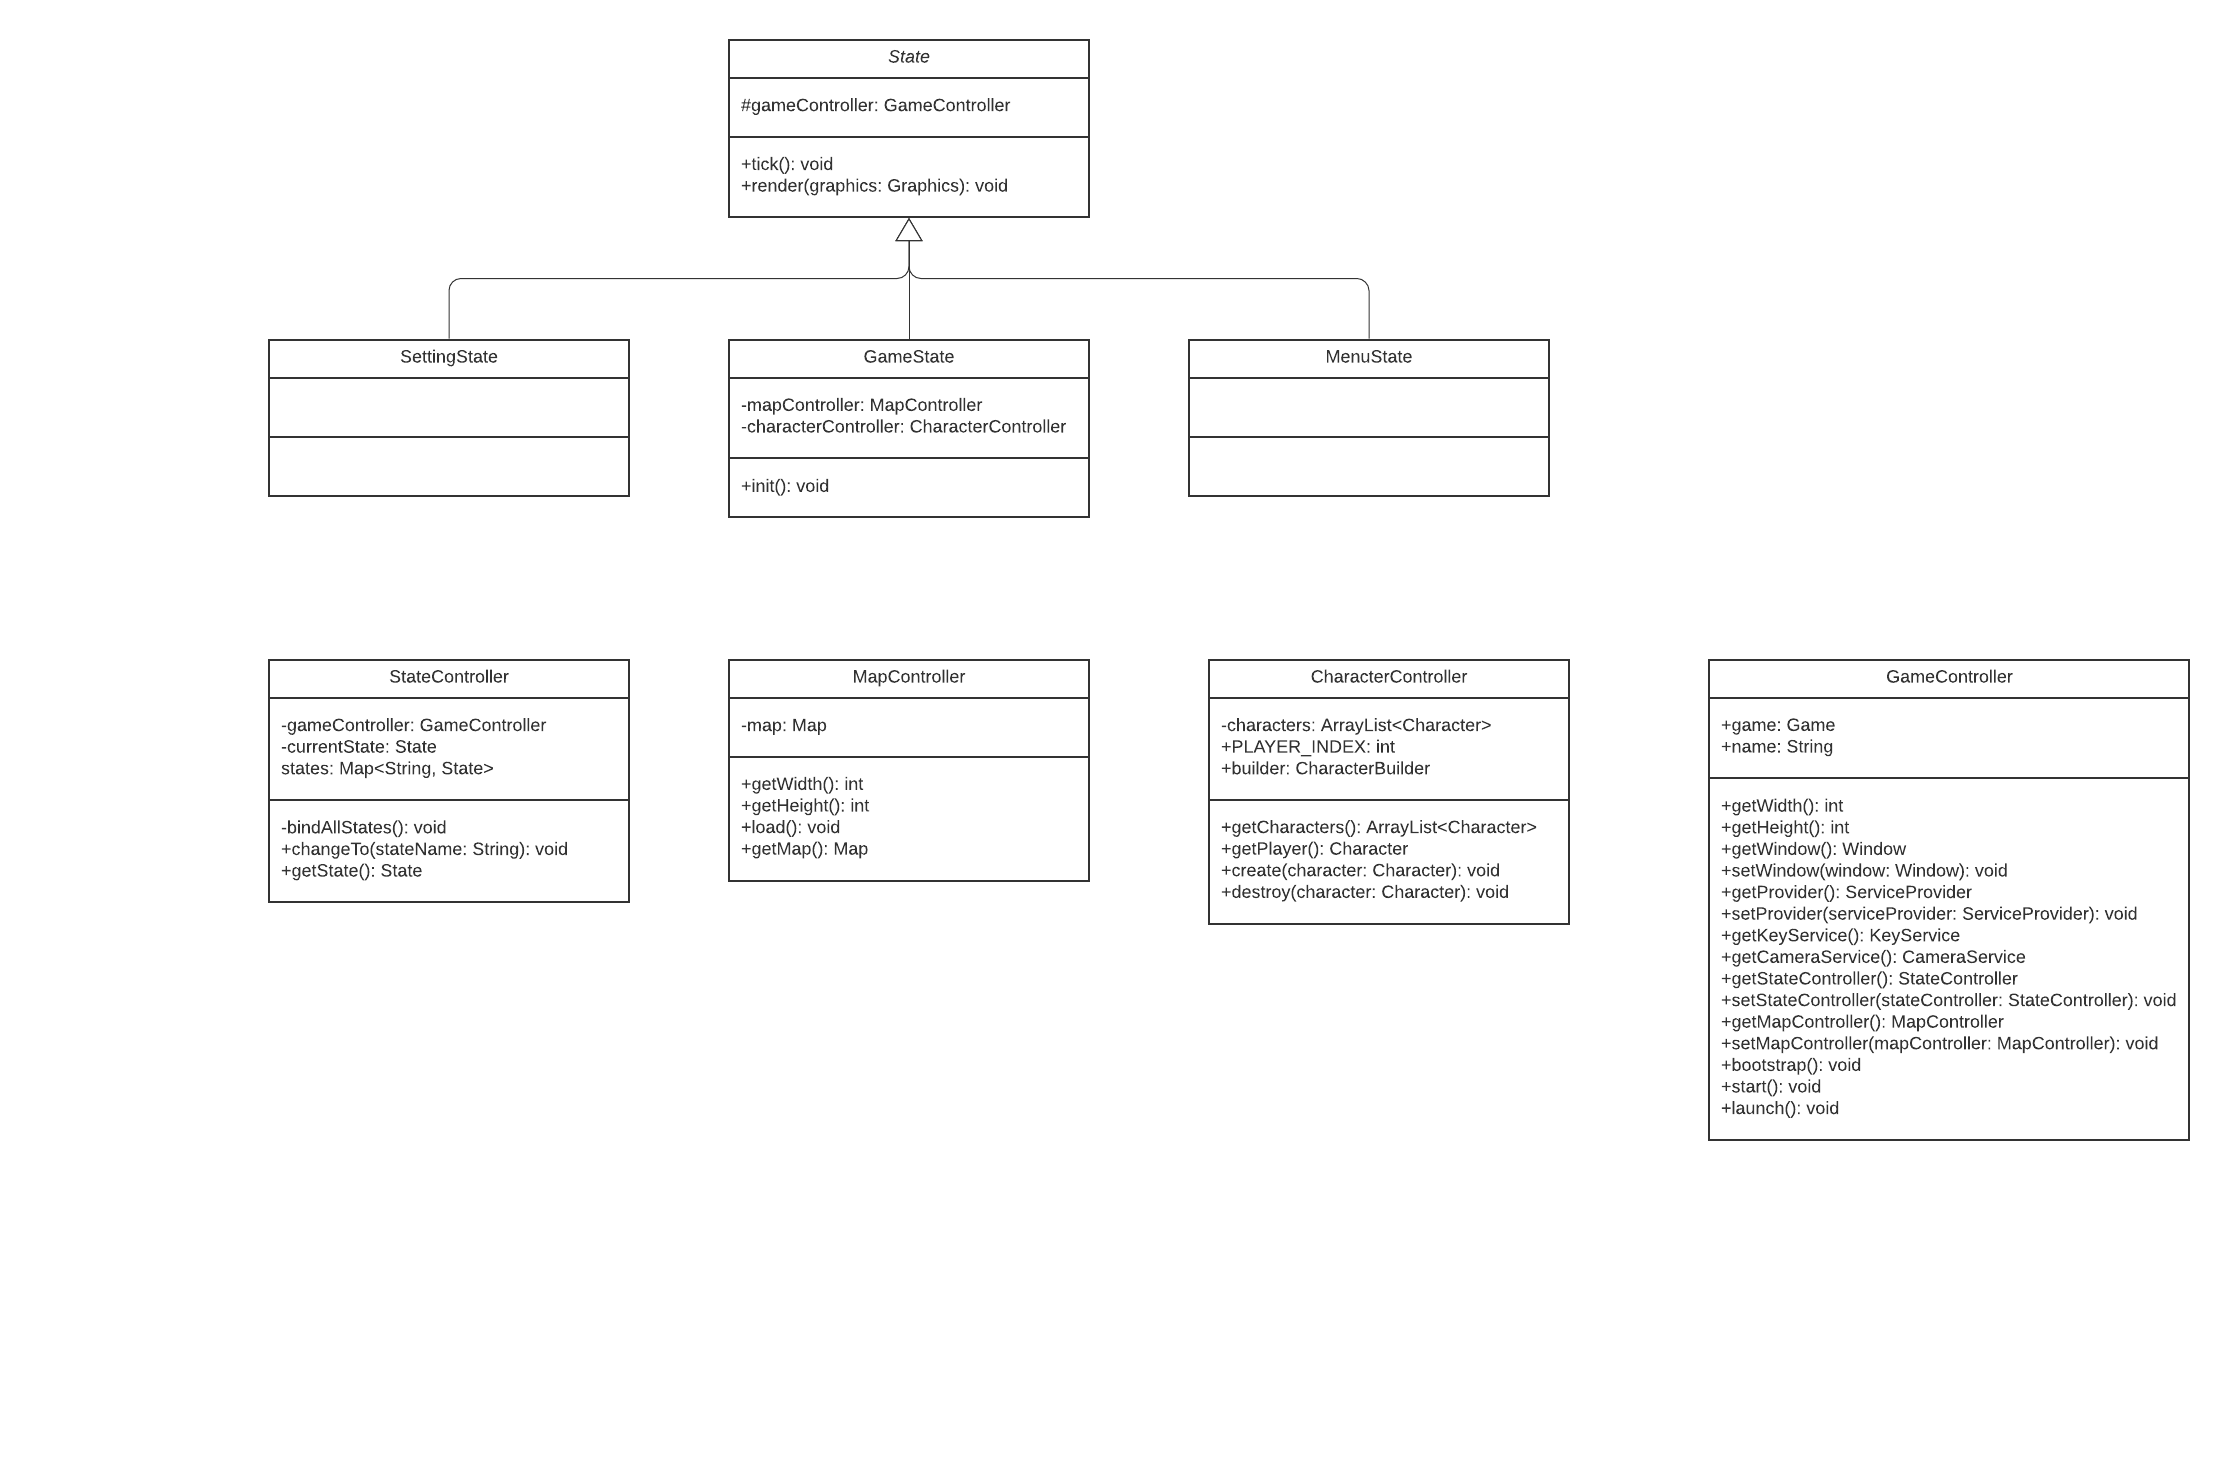 State
#gameController: GameController
+tick(): void
+render(graphics: Graphics): void
SettingState
GameState
-mapController: MapController
-characterController: CharacterController
+init(): void
MenuState
StateController
-gameController: GameController
-currentState: State
states: Map<String, State>
-bindAllStates(): void
+changeTo(stateName: String): void
+getState(): State
MapController
-map: Map
+getWidth(): int
+getHeight(): int
+load(): void
+getMap(): Map
CharacterController
-characters: ArrayList<Character>
+PLAYER_INDEX: int
+builder: CharacterBuilder
+getCharacters(): ArrayList<Character>
+getPlayer(): Character
+create(character: Character): void
+destroy(character: Character): void
GameController
+game: Game
+name: String
+getWidth(): int
+getHeight(): int
+getWindow(): Window
+setWindow(window: Window): void
+getProvider(): ServiceProvider
+setProvider(serviceProvider: ServiceProvider): void
+getKeyService(): KeyService
+getCameraService(): CameraService
+getStateController(): StateController
+setStateController(stateController: StateController): void
+getMapController(): MapController
+setMapController(mapController: MapController): void
+bootstrap(): void
+start(): void
+launch(): void